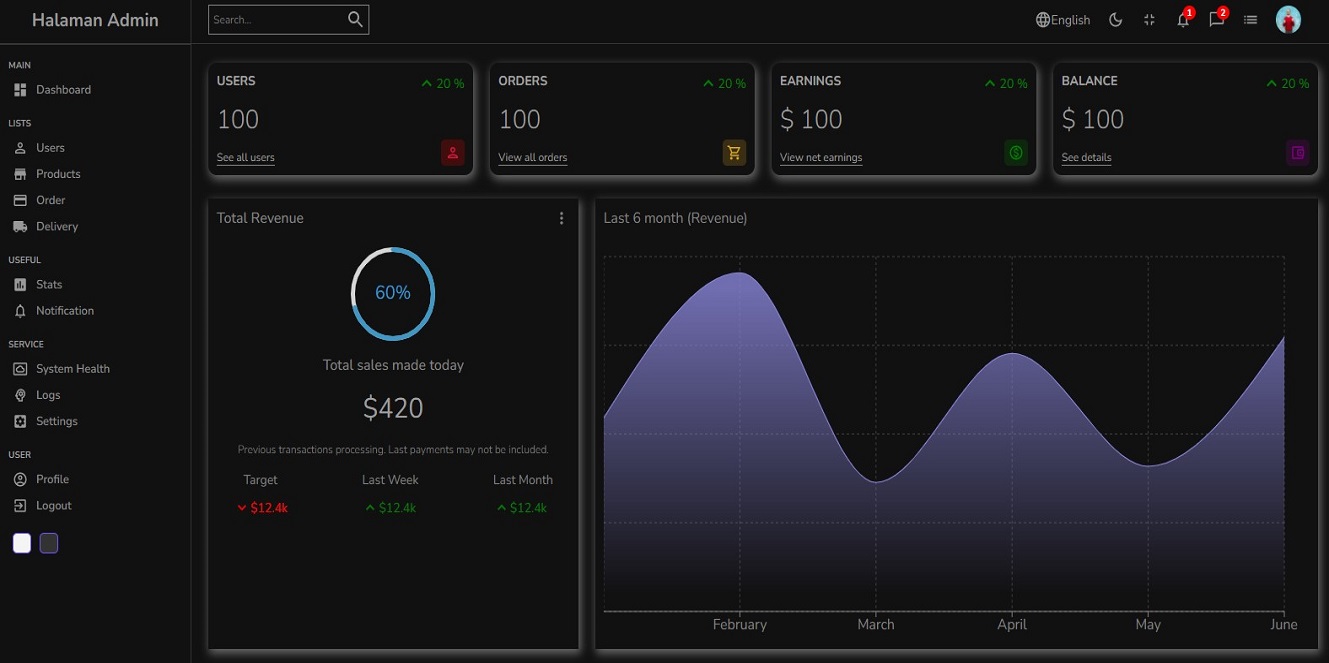 Halaman Admin
Search...
English
1
2
MAIN
Dashboard
LISTS
Users
Products
Order
Delivery
USEFUL
Stats
Notification
SERVICE
System Health
Logs
Settings
USER
Profile
Logout
USERS
20 %
100
See all users
ORDERS
20 %
100
View all orders
EARNINGS
20 %
$ 100
View net earnings
BALANCE
20 %
$ 100
See details
Total Revenue
60%
Total sales made today
$420
Previous transactions processing. Last payments may not be included.
Target Last Week Last Month
$12.4k $12.4k $12.4k
Last 6 month (Revenue)
February March April May June